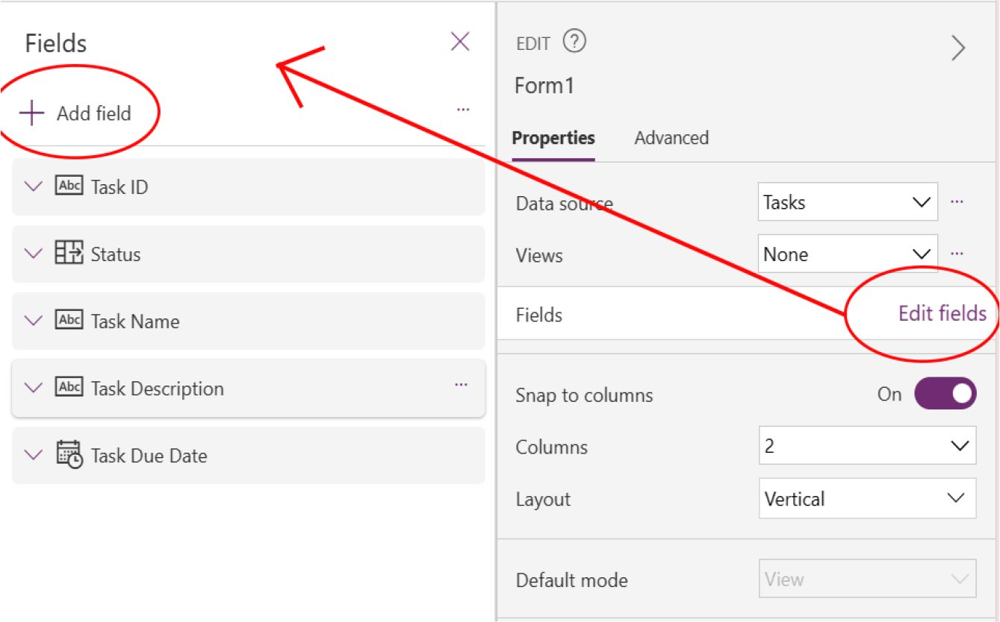 Fields
Add field
...
Abc Task ID
Status
Abc Task Name
Abc Task Description ...
Task Due Date
EDIT ?
Form1
Properties Advanced
Data source Tasks ...
Views None ...
Fields Edit fields
Snap to columns On
Columns 2
Layout Vertical
Default mode View